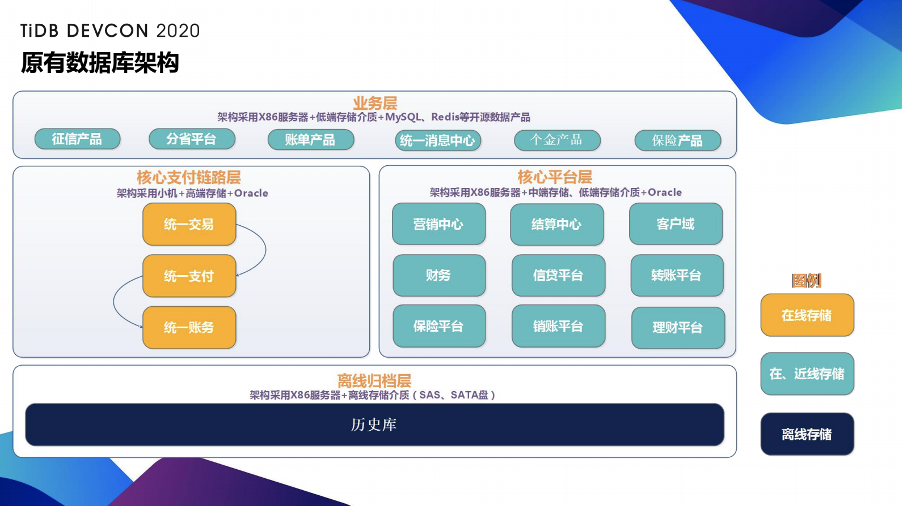 TiDB DEVCON 2020
原有数据库架构
业务层
架构采用X86服务器+低端存储介质+MySQL、Redis等开源数据产品
征信产品
分省平台
账单产品
统一消息中心
个金产品
保险产品
核心支付链路层
架构采用小机+高端存储+Oracle
统一交易
统一支付
统一账务
核心平台层
架构采用X86服务器+中端存储、低端存储介质+Oracle
营销中心
结算中心
客户域
财务
信贷平台
转账平台
保险平台
销账平台
理财平台
图例
在线存储
在、近线存储
离线存储
离线归档层
架构采用X86服务器+离线存储介质（SAS、SATA盘）
历史库